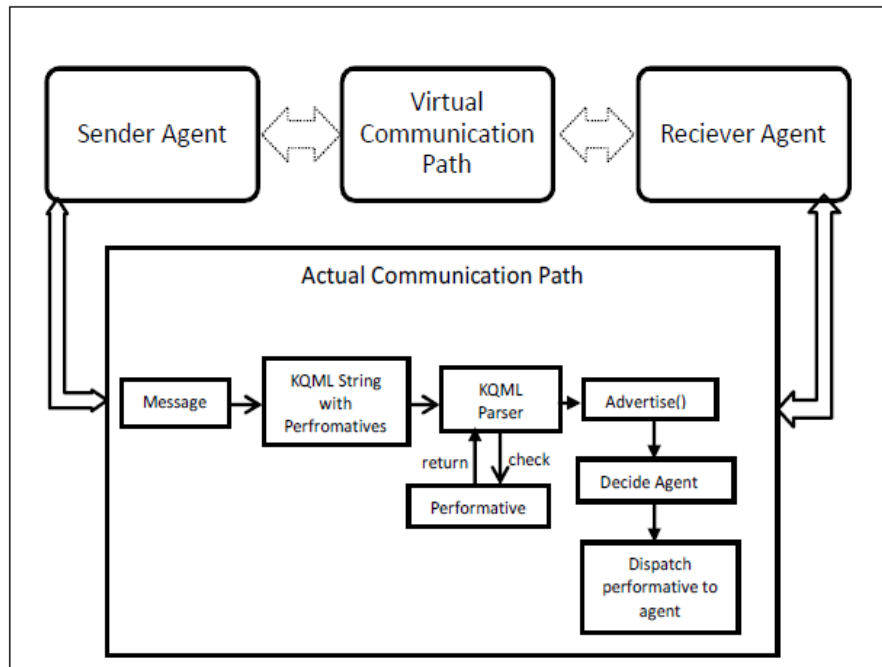 Sender Agent
Virtual
Communication
Path
Reciever Agent
Actual Communication Path
Message
KQML String
with
Perfromatives
KQML
Parser
Advertise()
return
check
Performative
Decide Agent
Dispatch
performative to
agent